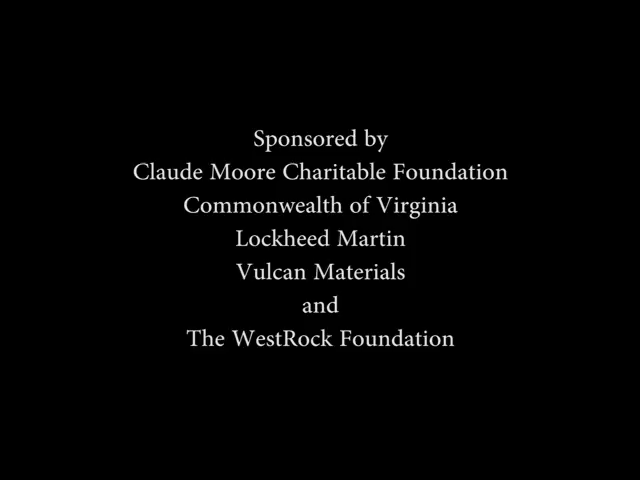 Sponsored by
Claude Moore Charitable Foundation
Commonwealth of Virginia
Lockheed Martin
Vulcan Materials
and
The WestRock Foundation